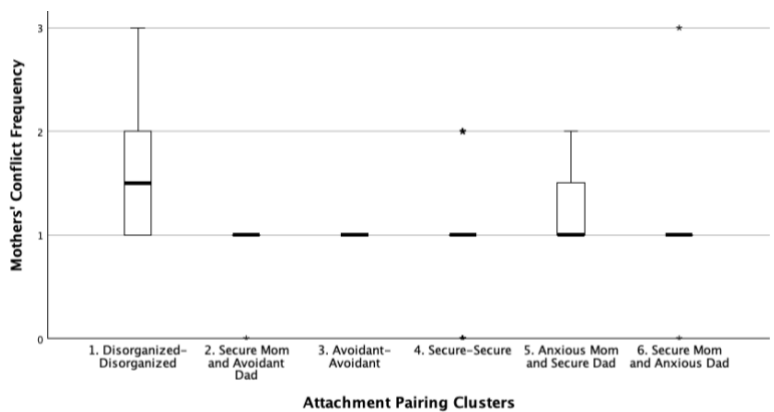 Mothers' Conflict Frequency
3
2
1
0
1. Disorganized-
Disorganized
2. Secure Mom
and Avoidant
Dad
3. Avoidant-
Avoidant
4. Secure-Secure
5. Anxious Mom
and Secure Dad
6. Secure Mom
and Anxious Dad
Attachment Pairing Clusters